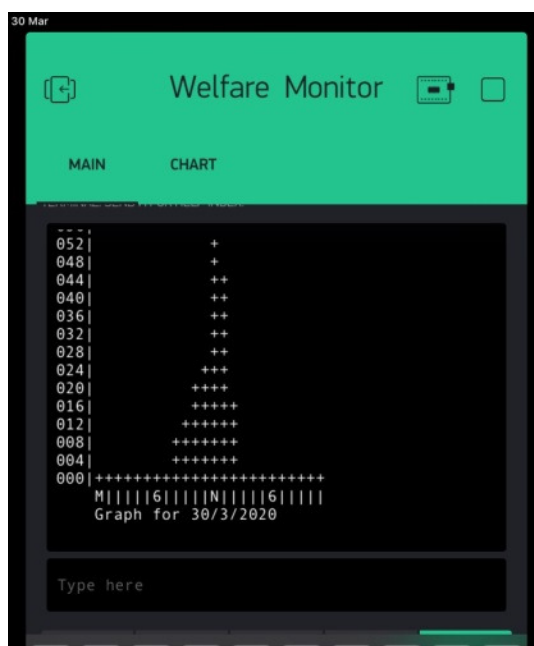 30 Mar
Welfare Monitor
MAIN CHART
052|            +
048|            +
044|            ++
040|            ++
036|            ++
032|            ++
028|            ++
024|           +++
020|          ++++
016|          +++++
012|         ++++++
008|        +++++++
004|        +++++++
000|++++++++++++++++++++++++
M|||||6|||||N|||||6|||||
Graph for 30/3/2020
Type here